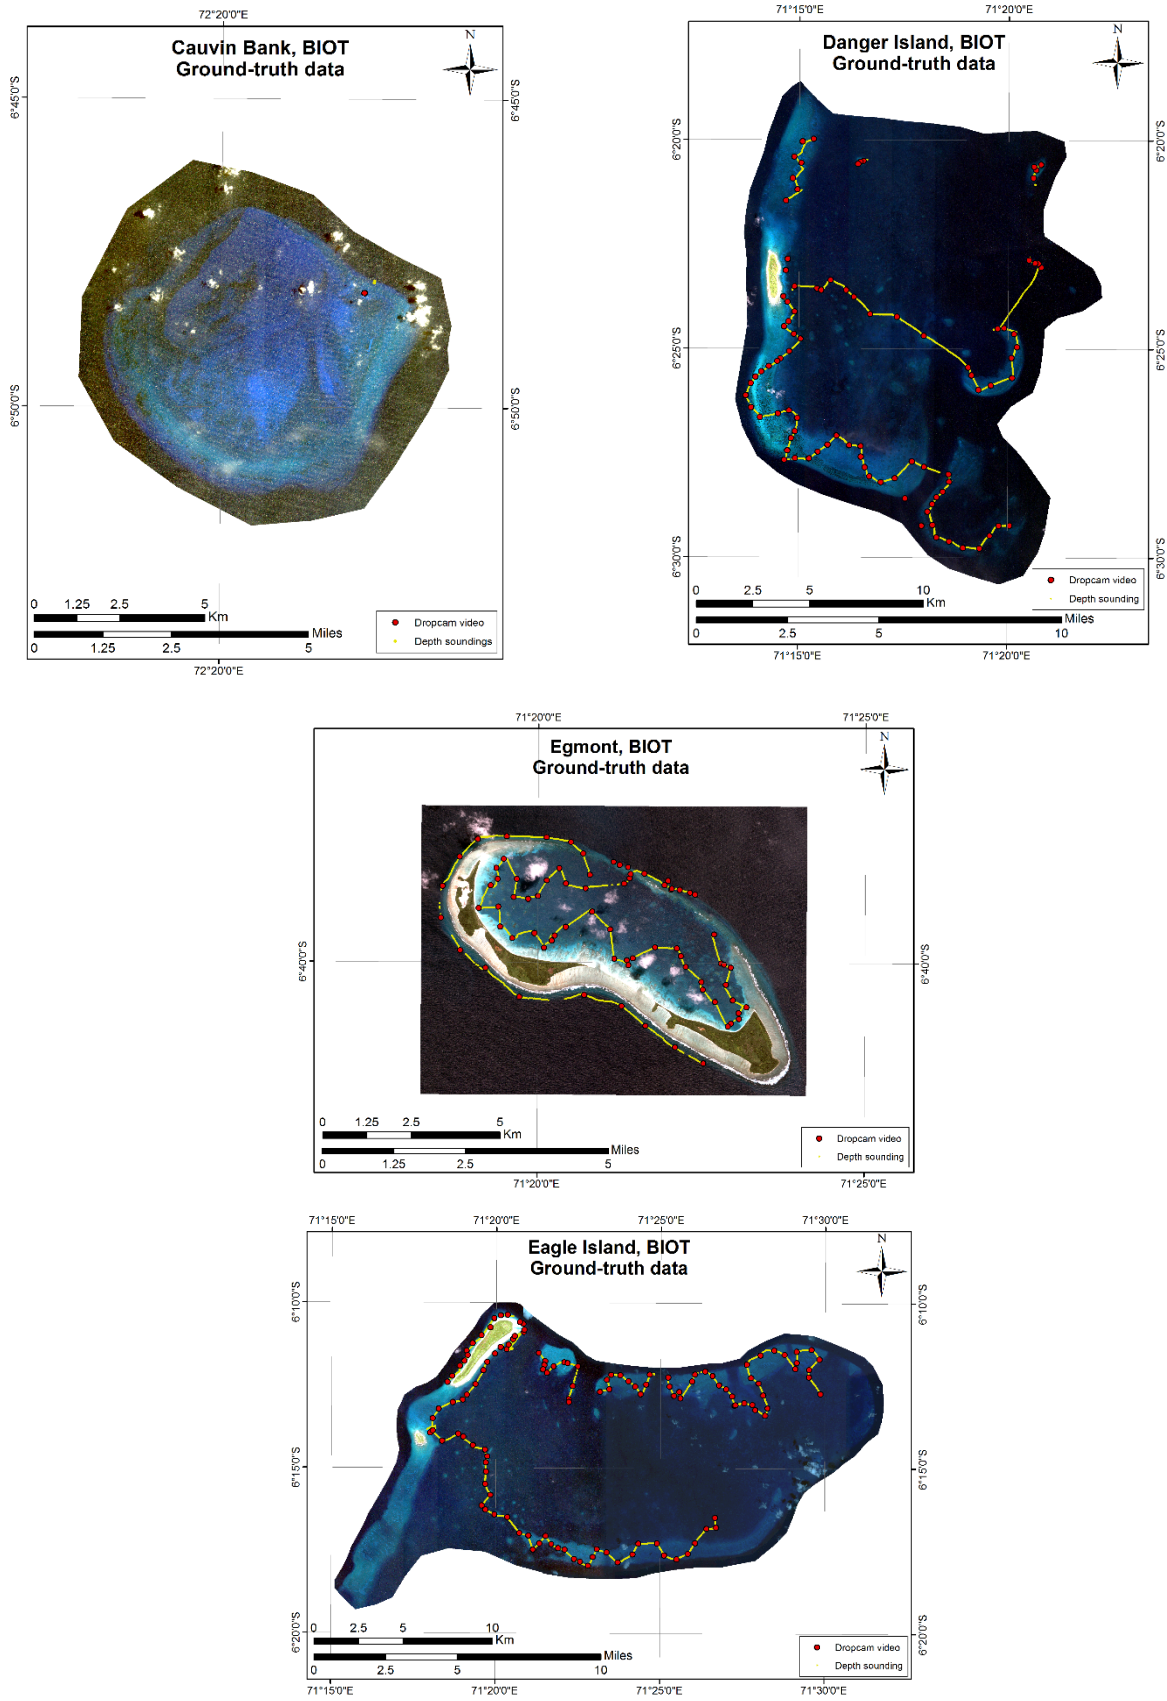 72°20'0"E
Cauvin Bank, BIOT
Ground-truth data
N
6°45'0"S
6°45'0"S
6°50'0"S
6°50'0"S
0 1.25 2.5 5
Km
Miles
0 1.25 2.5 5
Dropcam video
Depth soundings
72°20'0"E
71°15'0"E 71°20'0"E
Danger Island, BIOT
Ground-truth data
N
6°20'0"S
6°20'0"S
6°25'0"S
6°25'0"S
6°30'0"S
6°30'0"S
0 2.5 5 10
Km
Miles
0 2.5 5 10
Dropcam video
Depth sounding
71°15'0"E 71°20'0"E
71°20'0"E 71°25'0"E
Egmont, BIOT
Ground-truth data
N
6°40'0"S
6°40'0"S
0 1.25 2.5 5
Km
Miles
0 1.25 2.5 5
Dropcam video
Depth sounding
71°20'0"E 71°25'0"E
71°15'0"E 71°20'0"E 71°25'0"E 71°30'0"E
Eagle Island, BIOT
Ground-truth data
N
6°10'0"S
6°10'0"S
6°15'0"S
6°15'0"S
6°20'0"S
6°20'0"S
0 2.5 5 10
Km
Miles
0 2.5 5 10
Dropcam video
Depth sounding
71°15'0"E 71°20'0"E 71°25'0"E 71°30'0"E